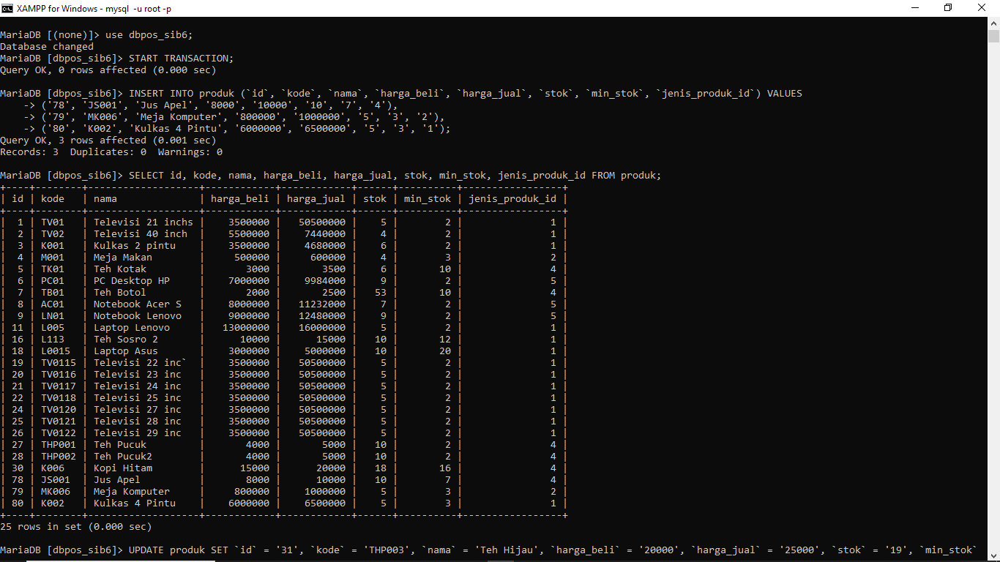 XAMPP for Windows - mysql -u root -p
MariaDB [(none)]> use dbpos_sib6;
Database changed
MariaDB [dbpos_sib6]> START TRANSACTION;
Query OK, 0 rows affected (0.000 sec)
MariaDB [dbpos_sib6]> INSERT INTO produk (`id`, `kode`, `nama`, `harga_beli`, `harga_jual`, `stok`, `min_stok`, `jenis_produk_id`) VALUES
    -> ('78', 'JS001', 'Jus Apel', '8000', '10000', '10', '7', '4'),
    -> ('79', 'MK006', 'Meja Komputer', '800000', '1000000', '5', '3', '2'),
    -> ('80', 'K002', 'Kulkas 4 Pintu', '6000000', '6500000', '5', '3', '1');
Query OK, 3 rows affected (0.001 sec)
Records: 3  Duplicates: 0  Warnings: 0
MariaDB [dbpos_sib6]> SELECT id, kode, nama, harga_beli, harga_jual, stok, min_stok, jenis_produk_id FROM produk;
+----+--------+-------------------+------------+------------+------+----------+-----------------+
| id | kode   | nama              | harga_beli | harga_jual | stok | min_stok | jenis_produk_id |
+----+--------+-------------------+------------+------------+------+----------+-----------------+
|  1 | TV01   | Televisi 21 inchs |    3500000 |   50500000 |    5 |        2 |               1 |
|  2 | TV02   | Televisi 40 inch  |    5500000 |    7440000 |    4 |        2 |               1 |
|  3 | K001   | Kulkas 2 pintu    |    3500000 |    4680000 |    6 |        2 |               1 |
|  4 | M001   | Meja Makan        |     500000 |     600000 |    4 |        3 |               2 |
|  5 | TK01   | Teh Kotak         |       3000 |       3500 |    6 |       10 |               4 |
|  6 | PC01   | PC Desktop HP     |    7000000 |    9984000 |    9 |        2 |               5 |
|  7 | TB01   | Teh Botol         |       2000 |       2500 |   53 |       10 |               4 |
|  8 | AC01   | Notebook Acer S   |    8000000 |   11232000 |    7 |        2 |               5 |
|  9 | LN01   | Notebook Lenovo   |    9000000 |   12480000 |    9 |        2 |               5 |
| 11 | L005   | Laptop Lenovo     |   13000000 |   16000000 |    5 |        2 |               1 |
| 16 | L113   | Teh Sosro 2       |      10000 |      15000 |   10 |       12 |               1 |
| 18 | L0015  | Laptop Asus       |    3000000 |    5000000 |   10 |       20 |               1 |
| 19 | TV0115 | Televisi 22 inc`  |    3500000 |   50500000 |    5 |        2 |               1 |
| 20 | TV0116 | Televisi 23 inc   |    3500000 |   50500000 |    5 |        2 |               1 |
| 21 | TV0117 | Televisi 24 inc   |    3500000 |   50500000 |    5 |        2 |               1 |
| 22 | TV0118 | Televisi 25 inc   |    3500000 |   50500000 |    5 |        2 |               1 |
| 24 | TV0120 | Televisi 27 inc   |    3500000 |   50500000 |    5 |        2 |               1 |
| 25 | TV0121 | Televisi 28 inc   |    3500000 |   50500000 |    5 |        2 |               1 |
| 26 | TV0122 | Televisi 29 inc   |    3500000 |   50500000 |    5 |        2 |               1 |
| 27 | THP001 | Teh Pucuk         |       4000 |       5000 |   10 |        2 |               4 |
| 28 | THP002 | Teh Pucuk2        |       4000 |       5000 |   10 |        2 |               4 |
| 30 | K006   | Kopi Hitam        |      15000 |      20000 |   18 |       16 |               4 |
| 78 | JS001  | Jus Apel          |       8000 |      10000 |   10 |        7 |               4 |
| 79 | MK006  | Meja Komputer     |     800000 |    1000000 |    5 |        3 |               2 |
| 80 | K002   | Kulkas 4 Pintu    |    6000000 |    6500000 |    5 |        3 |               1 |
+----+--------+-------------------+------------+------------+------+----------+-----------------+
25 rows in set (0.000 sec)
MariaDB [dbpos_sib6]> UPDATE produk SET `id` = '31', `kode` = 'THP003', `nama` = 'Teh Hijau', `harga_beli` = '20000', `harga_jual` = '25000', `stok` = '19', `min_stok`